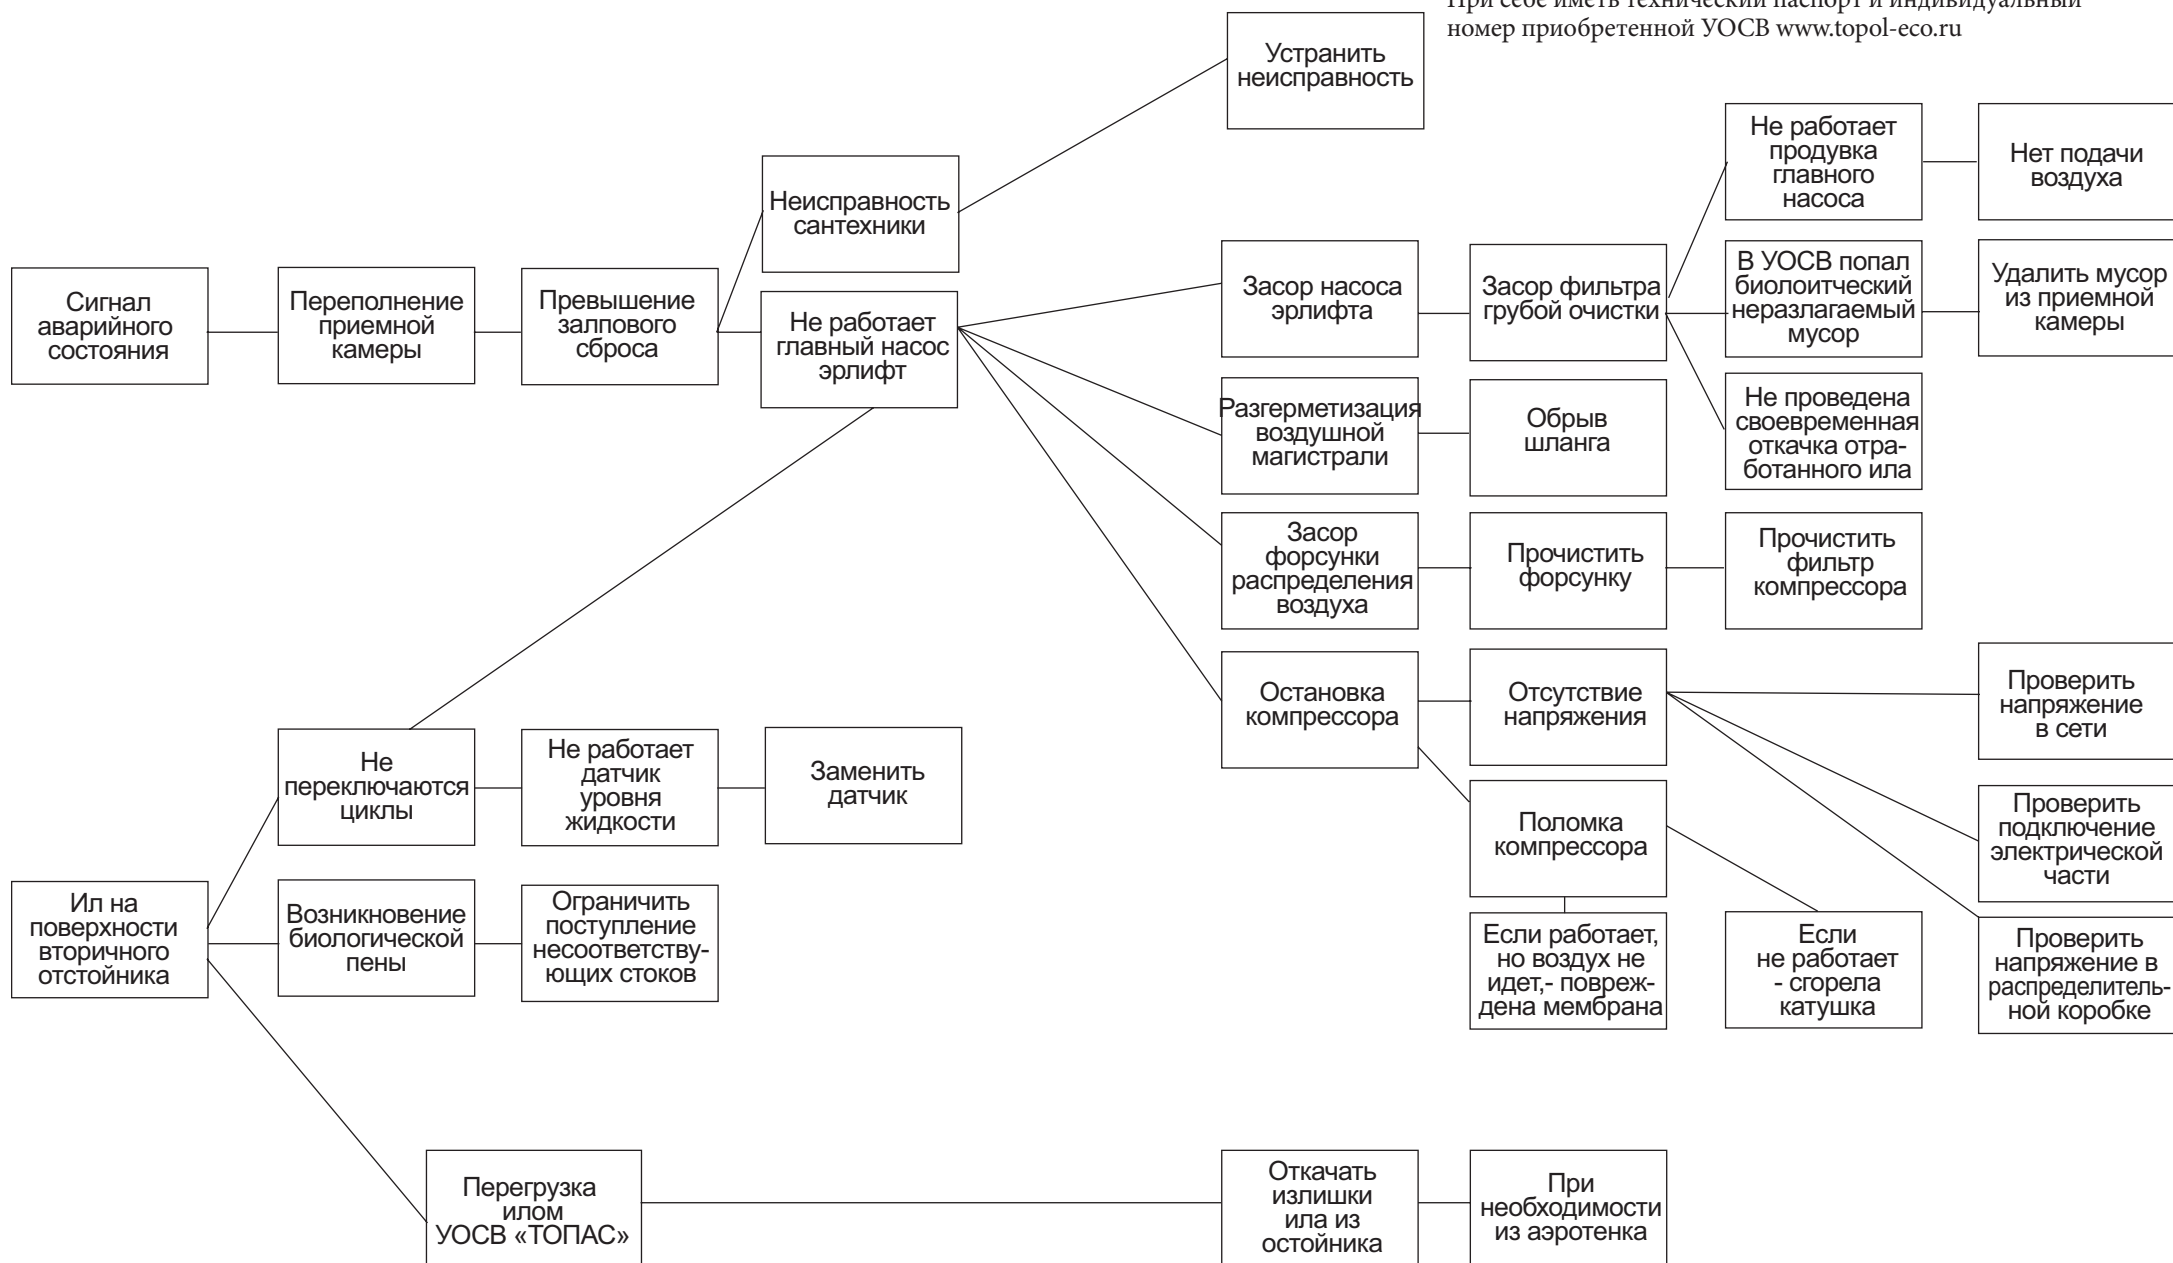 При себе иметь технический паспорт и индивидуальный
номер приобретенной УОСВ www.topol-eco.ru
Устранить
неисправность
Не работает
продувка
главного
насоса
Нет подачи
воздуха
Неисправность
сантехники
Сигнал
аварийного
состояния
Переполнение
приемной
камеры
Превышение
залпового
сброса
Не работает
главный насос
эрлифт
Засор насоса
эрлифта
Засор фильтра
грубой очистки
В УОСВ попал
биолоитческий
неразлагаемый
мусор
Удалить мусор
из приемной
камеры
Разгерметизация
воздушной
магистрали
Обрыв
шланга
Не проведена
своевременная
откачка отра-
ботанного ила
Засор
форсунки
распределения
воздуха
Прочистить
форсунку
Прочистить
фильтр
компрессора
Остановка
компрессора
Отсутствие
напряжения
Проверить
напряжение
в сети
Не
переключаются
циклы
Не работает
датчик
уровня
жидкости
Заменить
датчик
Поломка
компрессора
Проверить
подключение
электрической
части
Ил на
поверхности
вторичного
отстойника
Возникновение
биологической
пены
Ограничить
поступление
несоответству-
ющих стоков
Если работает,
но воздух не
идет,- повреж-
дена мембрана
Если
не работает
- сгорела
катушка
Проверить
напряжение в
распределитель-
ной коробке
Перегрузка
илом
УОСВ «ТОПАС»
Откачать
излишки
ила из
остойника
При
необходимости
из аэротенка